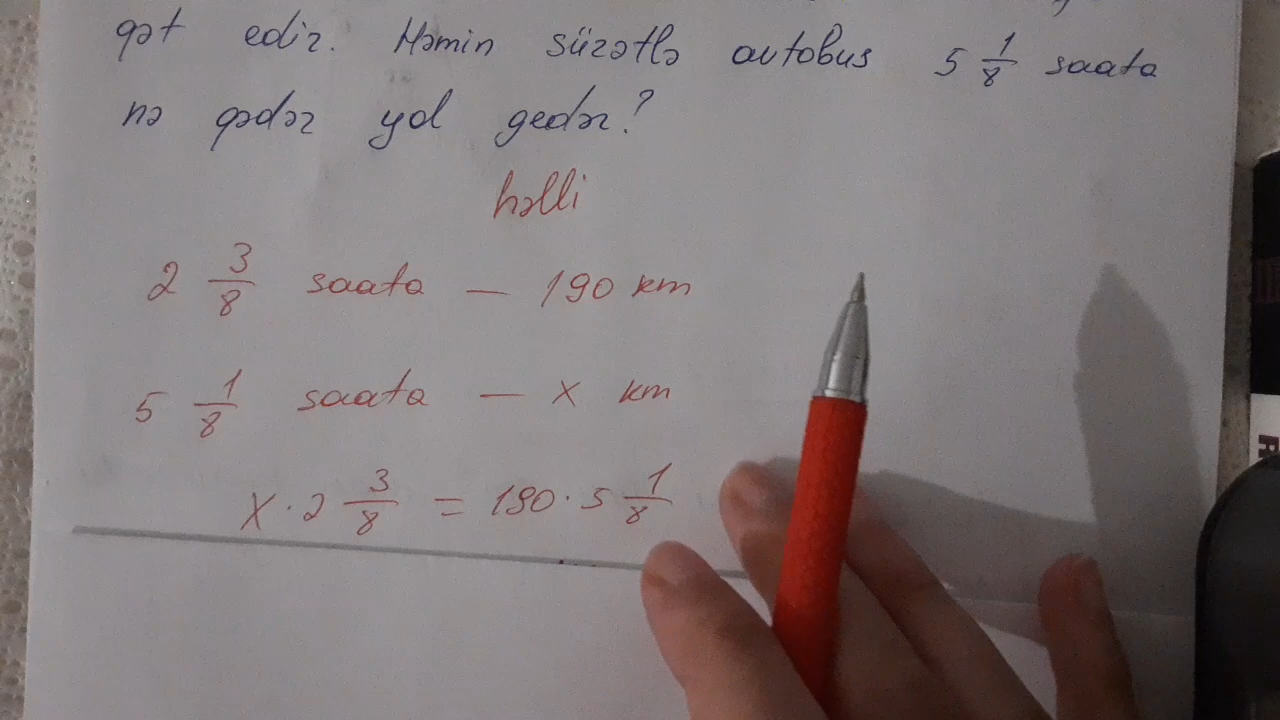 qət edir. Həmin sürətlə avtobus 5 1/8 saata
nə qədər yol gedər?
həlli
2 3/8 saata — 190 km
5 1/8 saata — x km
x · 2 3/8 = 190 · 5 1/8